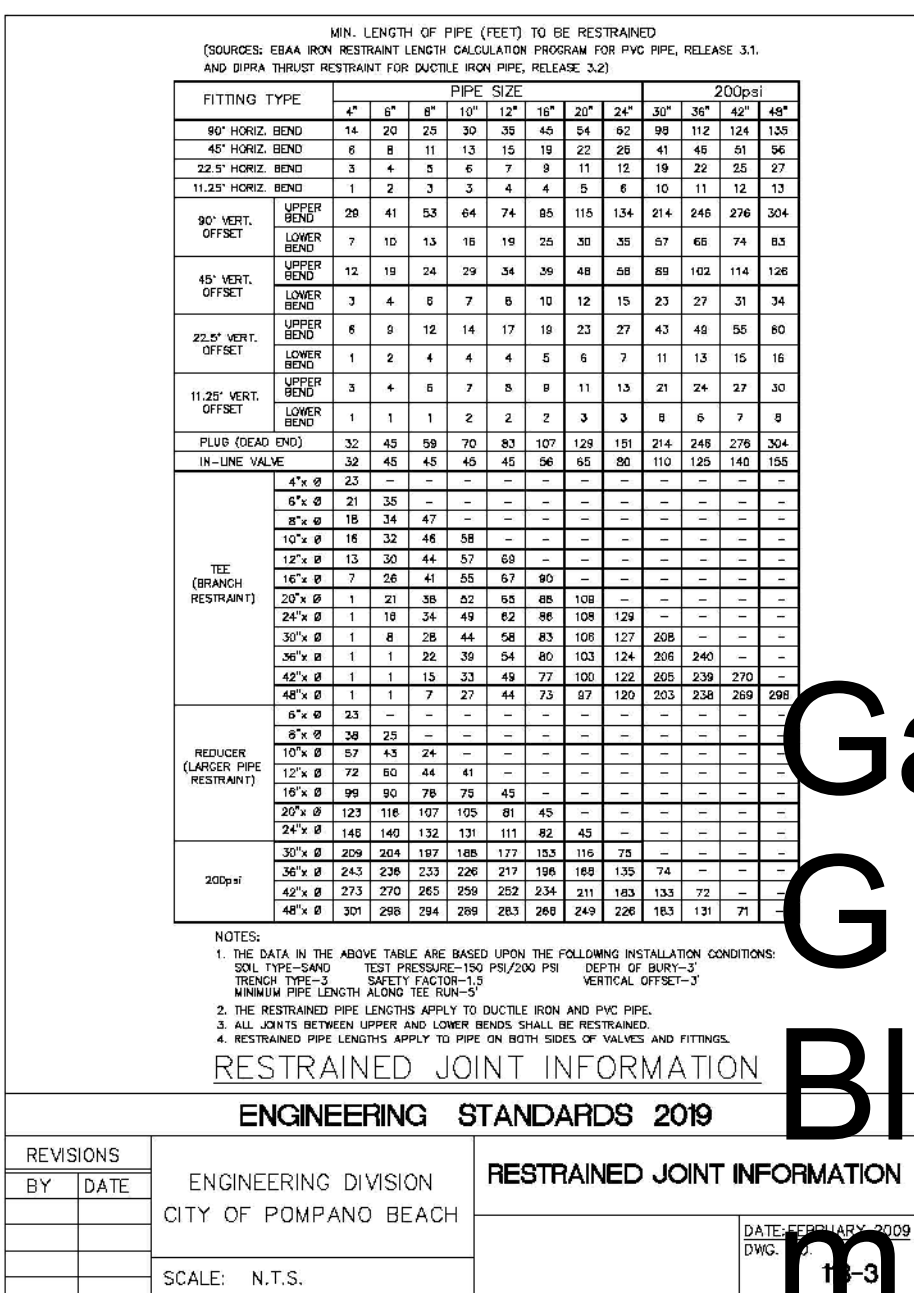 MIN. LENGTH OF PIPE (FEET) TO BE RESTRAINED
(SOURCES: EBAA IRON RESTRAINT LENGTH CALCULATION PROGRAM FOR PVC PIPE, RELEASE 3.1.
AND DIPRA THRUST RESTRAINT FOR DUCTILE IRON PIPE, RELEASE 3.2)
FITTING TYPE PIPE SIZE 200psi
4" 6" 8" 10" 12" 16" 20" 24" 30" 36" 42" 48"
90° HORIZ. BEND 14 20 25 30 35 45 54 62 98 112 124 135
45° HORIZ. BEND 6 8 11 13 15 19 22 26 41 46 51 56
22.5° HORIZ. BEND 3 4 5 6 7 9 11 12 19 22 25 27
11.25° HORIZ. BEND 1 2 3 3 4 4 5 6 10 11 12 13
90° VERT. OFFSET
UPPER BEND 29 41 53 64 74 95 115 134 214 246 276 304
LOWER BEND 7 10 13 16 19 25 30 35 57 66 74 83
45° VERT. OFFSET
UPPER BEND 12 19 24 29 34 39 48 56 89 102 114 126
LOWER BEND 3 4 6 7 8 10 12 15 23 27 31 34
22.5° VERT. OFFSET
UPPER BEND 6 9 12 14 17 19 23 27 43 49 55 60
LOWER BEND 1 2 4 4 4 5 6 7 11 13 15 16
11.25° VERT. OFFSET
UPPER BEND 3 4 6 7 8 9 11 13 21 24 27 30
LOWER BEND 1 1 1 2 2 2 3 3 6 7 8
PLUG (DEAD END) 32 45 59 70 83 107 129 151 214 246 276 304
IN-LINE VALVE 32 45 45 45 45 56 65 80 110 125 140 155
TEE (BRANCH RESTRAINT)
4"x Ø 23 – – – – – – – – – – –
6"x Ø 21 35 – – – – – – – – – –
8"x Ø 18 34 47 – – – – – – – – –
10"x Ø 16 32 46 58 – – – – – – – –
12"x Ø 13 30 44 57 69 – – – – – – –
16"x Ø 7 26 41 55 67 90 – – – – – –
20"x Ø 1 21 38 52 65 88 109 – – – – –
24"x Ø 1 16 34 49 62 86 108 129 – – – –
30"x Ø 1 8 28 44 58 83 106 127 208 – – –
36"x Ø 1 1 22 39 54 80 103 124 206 240 – –
42"x Ø 1 1 15 33 49 77 100 122 205 239 270 –
48"x Ø 1 1 7 27 44 73 97 120 203 238 269 298
REDUCER (LARGER PIPE RESTRAINT)
6"x Ø 23 – – – – – – – – – – –
8"x Ø 38 25 – – – – – – – – – –
10"x Ø 57 43 24 – – – – – – – – –
12"x Ø 72 60 44 41 – – – – – – – –
16"x Ø 99 90 78 75 45 – – – – – – –
20"x Ø 123 116 107 105 81 45 – – – – – –
24"x Ø 146 140 132 131 111 82 45 – – – – –
200psi
30"x Ø 209 204 197 188 177 153 116 75 – – – –
36"x Ø 243 238 233 226 217 196 168 135 74 – – –
42"x Ø 273 270 265 259 252 234 211 183 133 72 – –
48"x Ø 301 298 294 289 283 268 249 226 183 131 71 –
NOTES:
1. THE DATA IN THE ABOVE TABLE ARE BASED UPON THE FOLLOWING INSTALLATION CONDITIONS:
SOIL TYPE–SAND TEST PRESSURE–150 PSI/200 PSI DEPTH OF BURY–3'
TRENCH TYPE–3 SAFETY FACTOR–1.5 VERTICAL OFFSET–3'
MINIMUM PIPE LENGTH ALONG TEE RUN–5'
2. THE RESTRAINED PIPE LENGTHS APPLY TO DUCTILE IRON AND PVC PIPE.
3. ALL JOINTS BETWEEN UPPER AND LOWER BENDS SHALL BE RESTRAINED.
4. RESTRAINED PIPE LENGTHS APPLY TO PIPE ON BOTH SIDES OF VALVES AND FITTINGS.
RESTRAINED JOINT INFORMATION
ENGINEERING STANDARDS 2019
REVISIONS
BY DATE
ENGINEERING DIVISION
CITY OF POMPANO BEACH
SCALE: N.T.S.
RESTRAINED JOINT INFORMATION
DATE: FEBRUARY 2009
DWG.
Ga
G
Bl
m